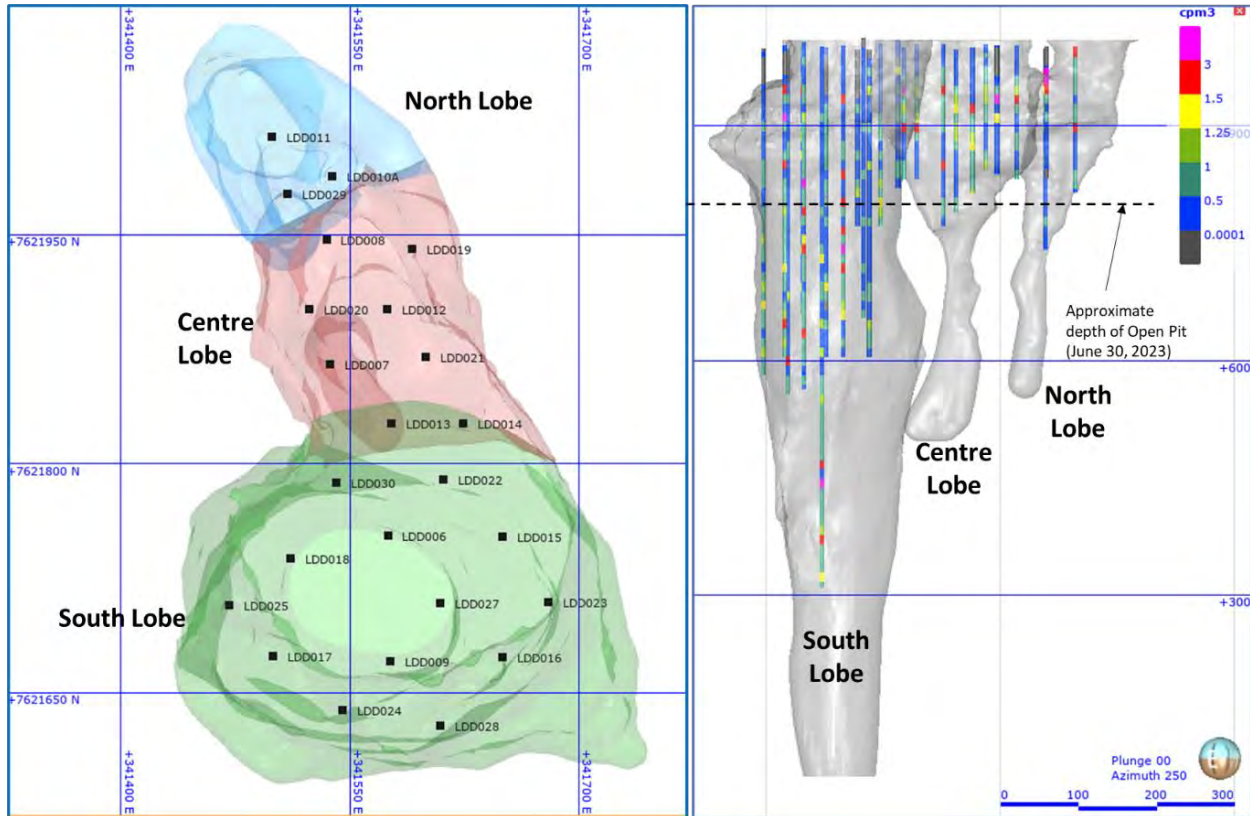 +341400 E
+341550 E
+341700 E
North Lobe
LDD011
LDD010A
LDD029
+7621950 N
LDD008
LDD019
Centre
Lobe
LDD020
LDD012
LDD021
LDD007
LDD013
LDD014
+7621800 N
LDD030
LDD022
LDD006
LDD015
LDD018
South Lobe
LDD025
LDD027
LDD023
LDD017
LDD009
LDD016
+7621650 N
LDD024
LDD028
+341400 E
+341550 E
+341700 E
cpm3
3
1.5
1.25
1
0.5
0.0001
+900
Approximate
depth of Open Pit
(June 30, 2023)
+600
North
Lobe
Centre
Lobe
+300
South
Lobe
Plunge 00
Azimuth 250
0 100 200 300